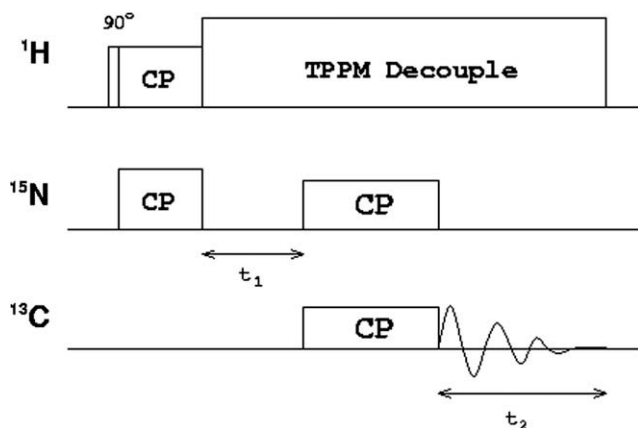 90°
¹H
CP
TPPM Decouple
¹⁵N
CP
CP
t₁
¹³C
CP
t₂